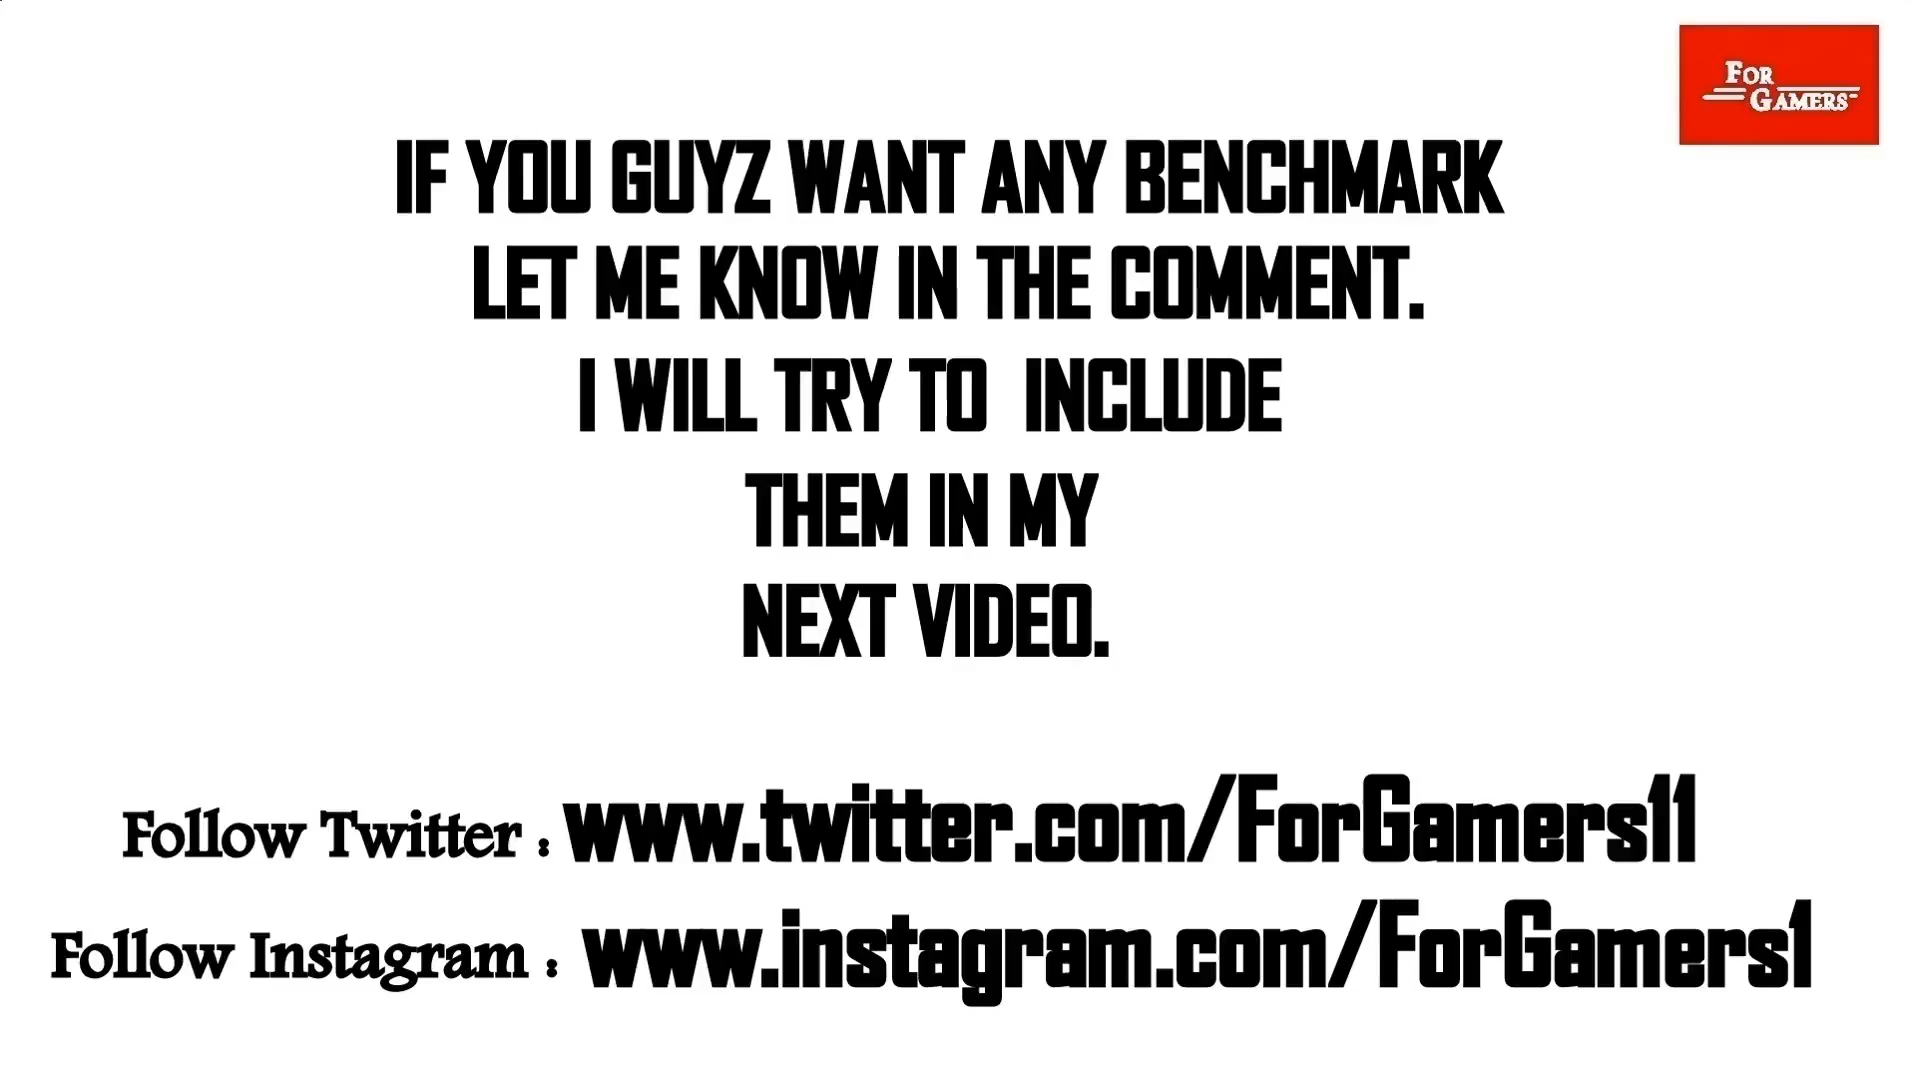 FOR
GAMERS
IF YOU GUYZ WANT ANY BENCHMARK
LET ME KNOW IN THE COMMENT.
I WILL TRY TO INCLUDE
THEM IN MY
NEXT VIDEO.
Follow Twitter : www.twitter.com/ForGamers11
Follow Instagram : www.instagram.com/ForGamers1